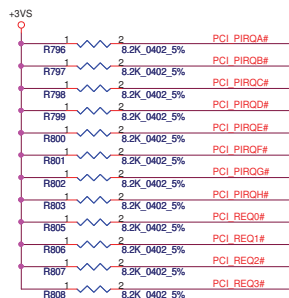 +3VS
1 2 PCI_PIRQA#
R796 8.2K_0402_5%
1 2 PCI_PIRQB#
R797 8.2K_0402_5%
1 2 PCI_PIRQC#
R798 8.2K_0402_5%
1 2 PCI_PIRQD#
R799 8.2K_0402_5%
1 2 PCI_PIRQE#
R800 8.2K_0402_5%
1 2 PCI_PIRQF#
R801 8.2K_0402_5%
1 2 PCI_PIRQG#
R802 8.2K_0402_5%
1 2 PCI_PIRQH#
R803 8.2K_0402_5%
1 2 PCI_REQ0#
R805 8.2K_0402_5%
1 2 PCI_REQ1#
R806 8.2K_0402_5%
1 2 PCI_REQ2#
R807 8.2K_0402_5%
1 2 PCI_REQ3#
R808 8.2K_0402_5%